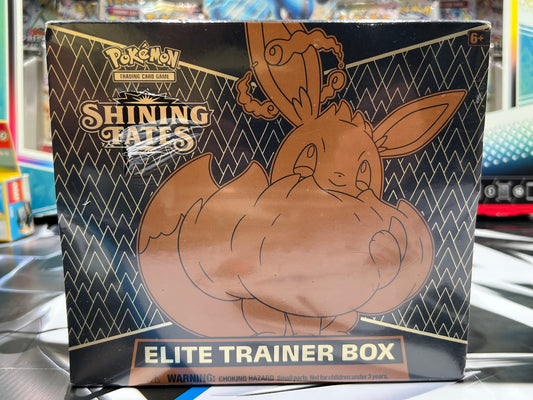 Pokémon
TRADING CARD GAME
6+
SHINING
FATES
ELITE TRAINER BOX
WARNING: CHOKING HAZARD. Small parts. Not for children under 3 years.